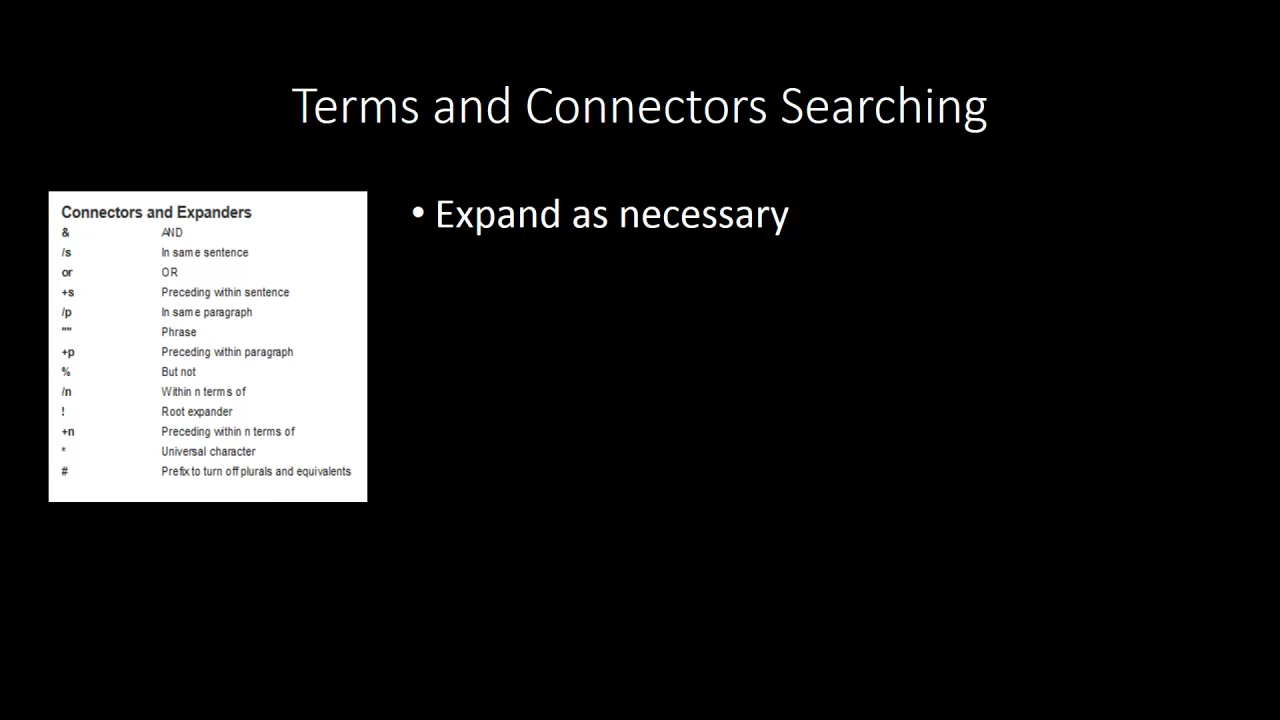 Terms and Connectors Searching
Connectors and Expanders
& AND
/s In same sentence
or OR
+s Preceding within sentence
/p In same paragraph
"" Phrase
+p Preceding within paragraph
% But not
/n Within n terms of
! Root expander
+n Preceding within n terms of
* Universal character
# Prefix to turn off plurals and equivalents
• Expand as necessary